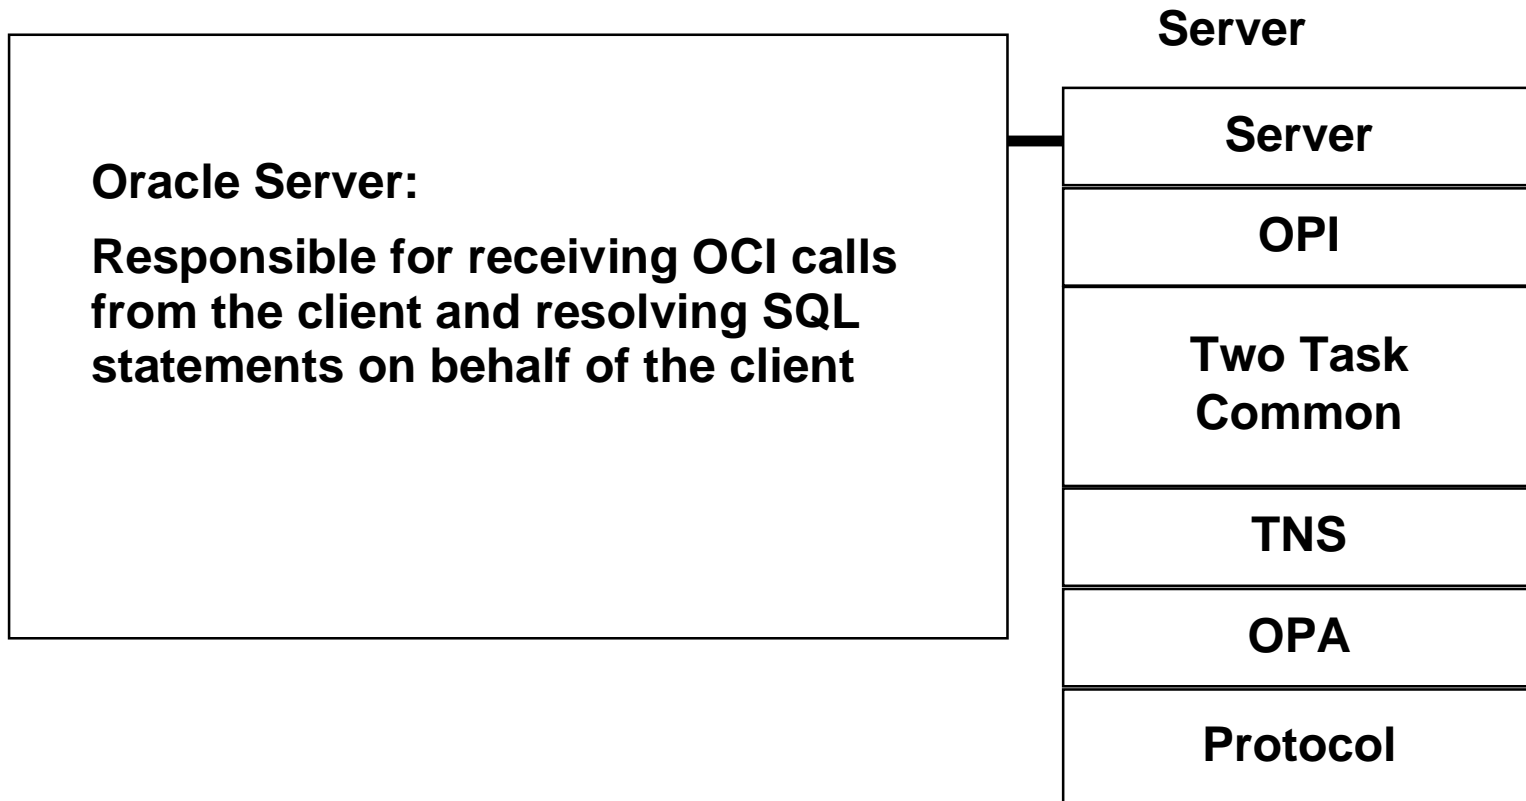 Server
Oracle Server:
Responsible for receiving OCI calls
from the client and resolving SQL
statements on behalf of the client
Server
OPI
Two Task
Common
TNS
OPA
Protocol